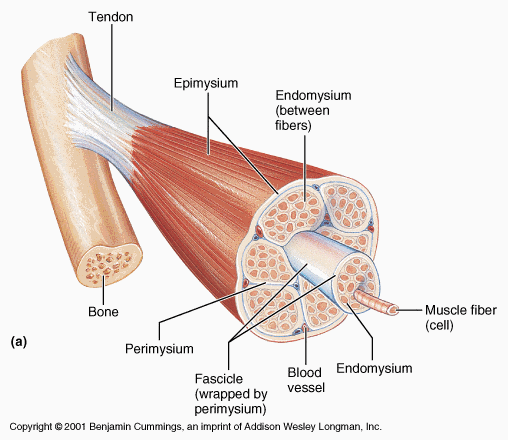 Tendon
Epimysium
Endomysium
(between
fibers)
Bone
(a)
Perimysium
Muscle fiber
(cell)
Endomysium
Blood
vessel
Fascicle
(wrapped by
perimysium)
Copyright © 2001 Benjamin Cummings, an imprint of Addison Wesley Longman, Inc.